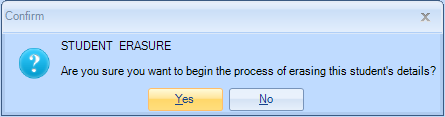 Confirm
STUDENT ERASURE
Are you sure you want to begin the process of erasing this student's details?
Yes No